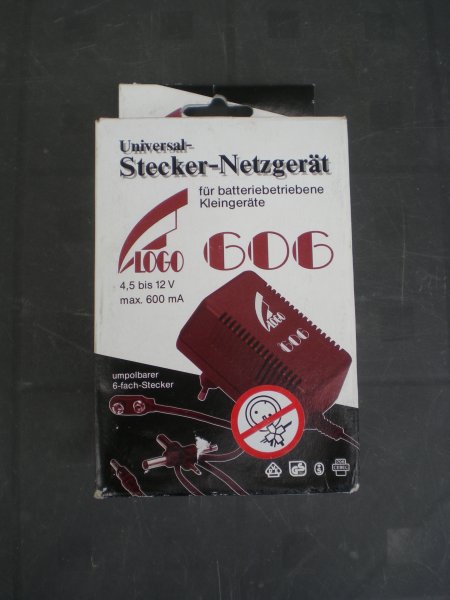 Universal-
Stecker-Netzgerät
für batteriebetriebene
Kleingeräte
LOGO 606
4,5 bis 12 V
max. 600 mA
LOGO
606
umpolbarer
6-fach-Stecker